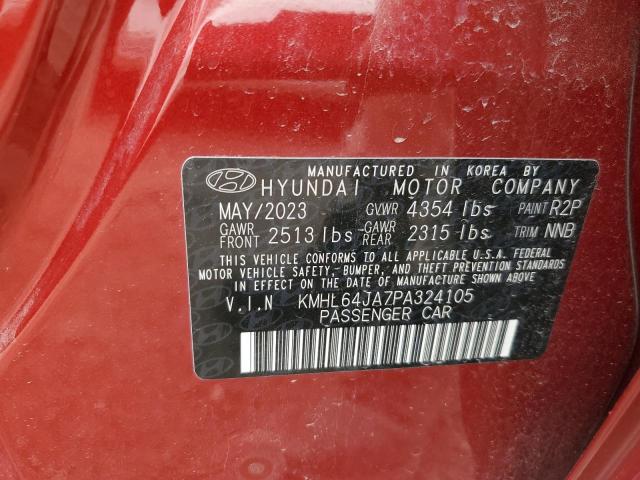 MANUFACTURED IN KOREA BY
HYUNDAI MOTOR COMPANY
MAY/2023 GVWR 4354 lbs PAINT R2P
GAWR FRONT 2513 lbs GAWR REAR 2315 lbs TRIM NNB
THIS VEHICLE CONFORMS TO ALL APPLICABLE U.S.A. FEDERAL
MOTOR VEHICLE SAFETY, BUMPER, AND THEFT PREVENTION STANDARDS
IN EFFECT ON THE DATE OF MANUFACTURE SHOWN ABOVE
V.I.N KMHL64JA7PA324105
PASSENGER CAR